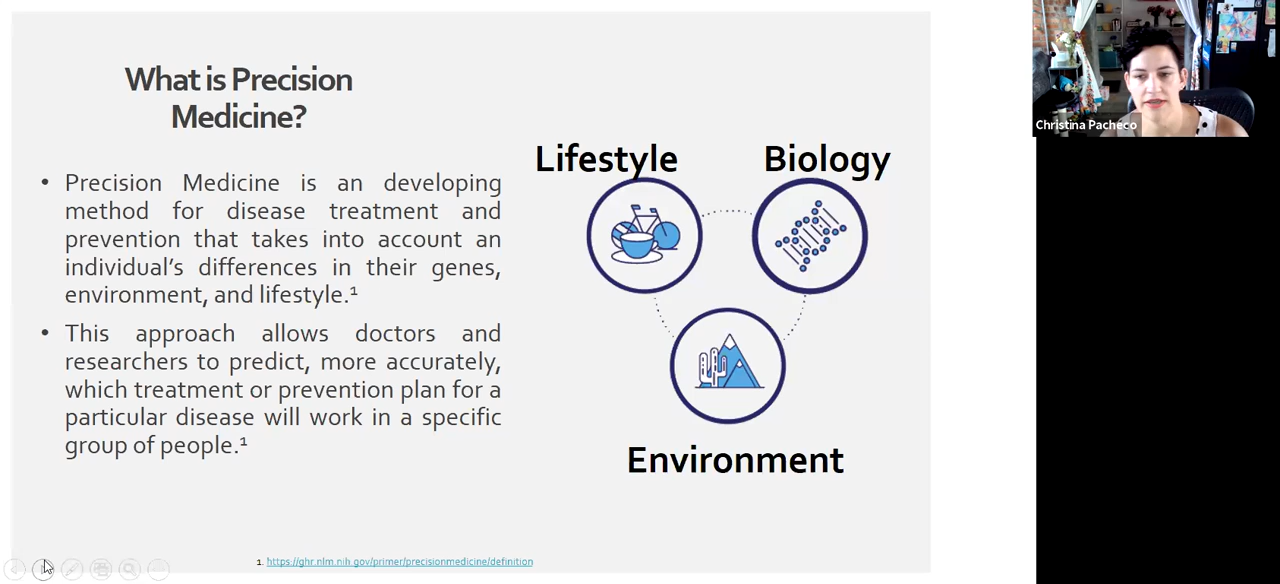 What is Precision
Medicine?
• Precision Medicine is an developing
method for disease treatment and
prevention that takes into account an
individual's differences in their genes,
environment, and lifestyle.¹
• This approach allows doctors and
researchers to predict, more accurately,
which treatment or prevention plan for a
particular disease will work in a specific
group of people.¹
Lifestyle
Biology
Environment
1. https://ghr.nlm.nih.gov/primer/precisionmedicine/definition
Christina Pacheco